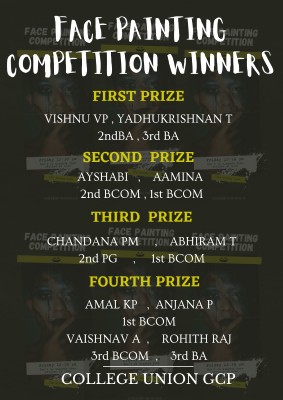 FACE PAINTING
COMPETITION WINNERS
FIRST PRIZE
VISHNU VP , YADHUKRISHNAN T
2ndBA , 3rd BA
SECOND PRIZE
AYSHABI , AAMINA
2nd BCOM , 1st BCOM
THIRD PRIZE
CHANDANA PM , ABHIRAM T
2nd PG , 1st BCOM
FOURTH PRIZE
AMAL KP , ANJANA P
1st BCOM
VAISHNAV A , ROHITH RAJ
3rd BCOM , 3rd BA
COLLEGE UNION GCP